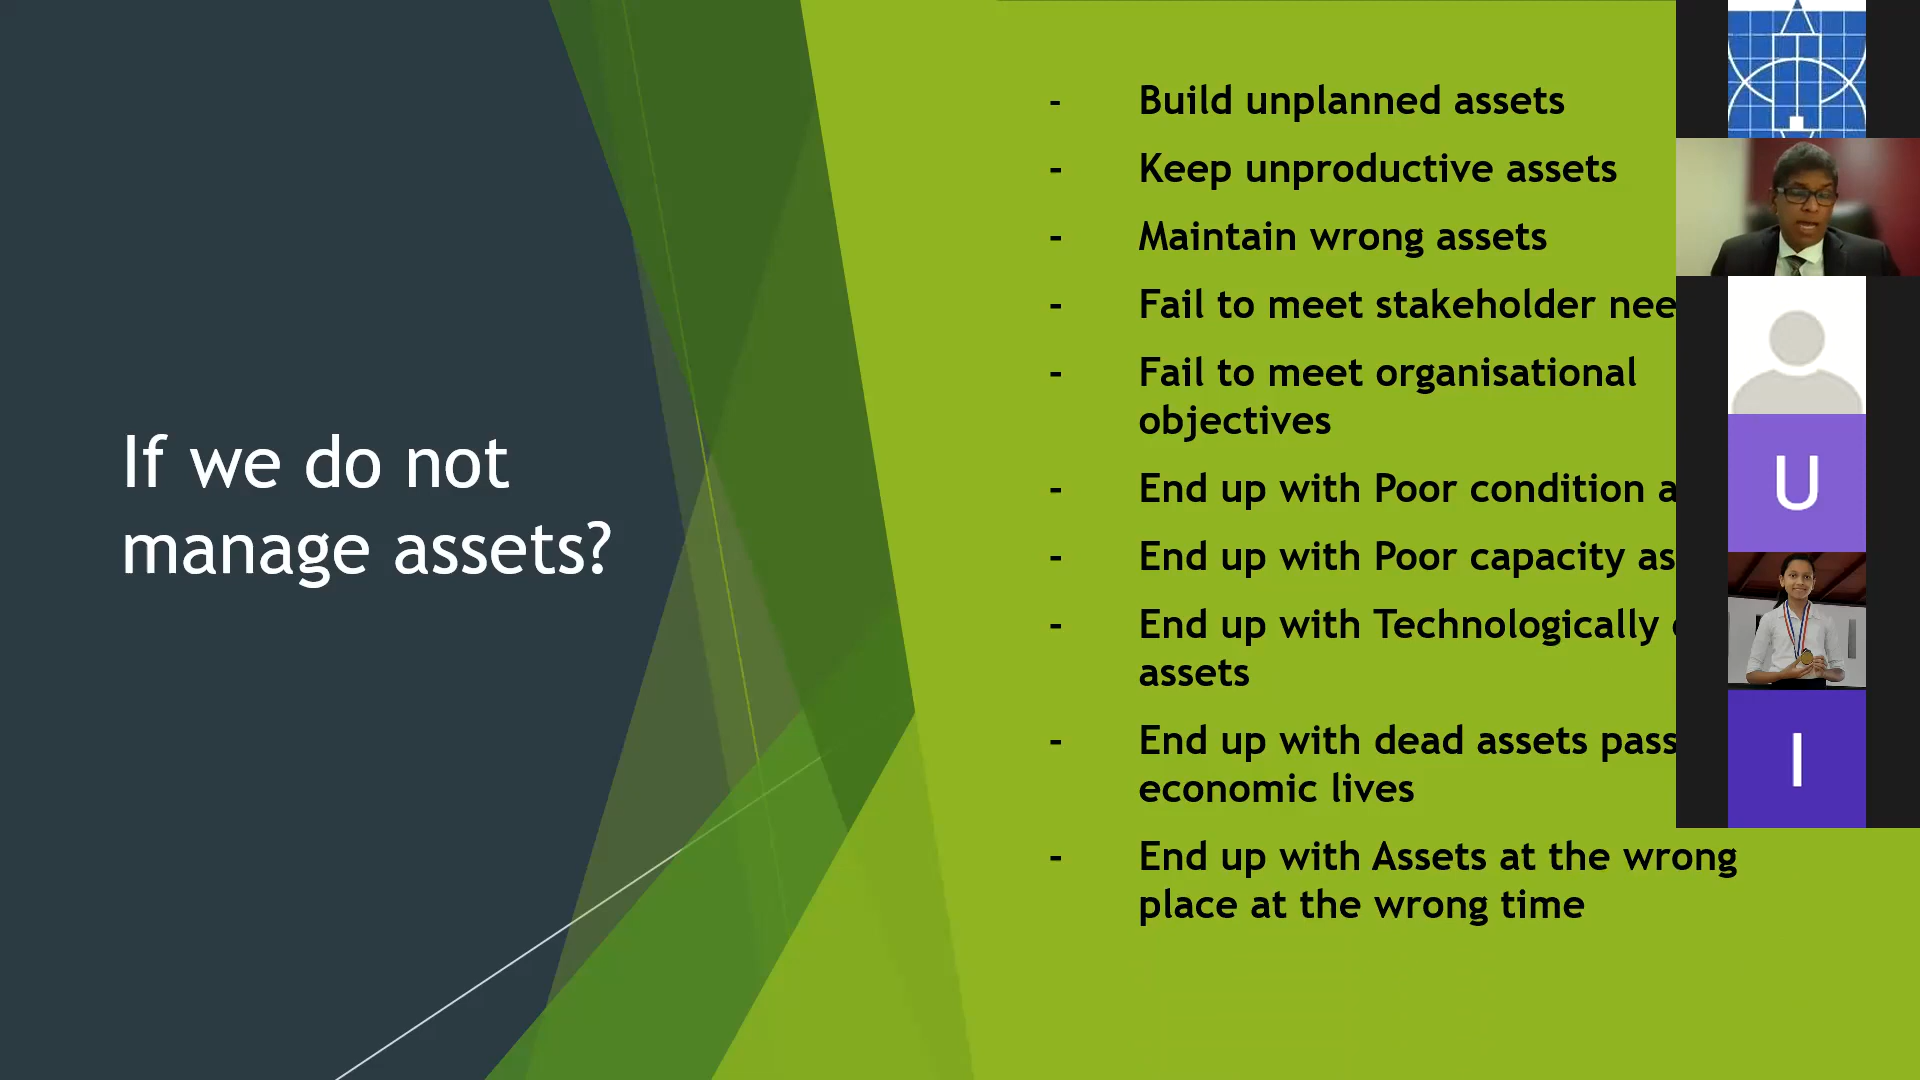 If we do not
manage assets?
- Build unplanned assets
- Keep unproductive assets
- Maintain wrong assets
- Fail to meet stakeholder
- Fail to meet organisational
objectives
- End up with Poor condition
- End up with Poor capacity
- End up with Technologically
assets
- End up with dead assets
economic lives
- End up with Assets at the wrong
place at the wrong time
U
I